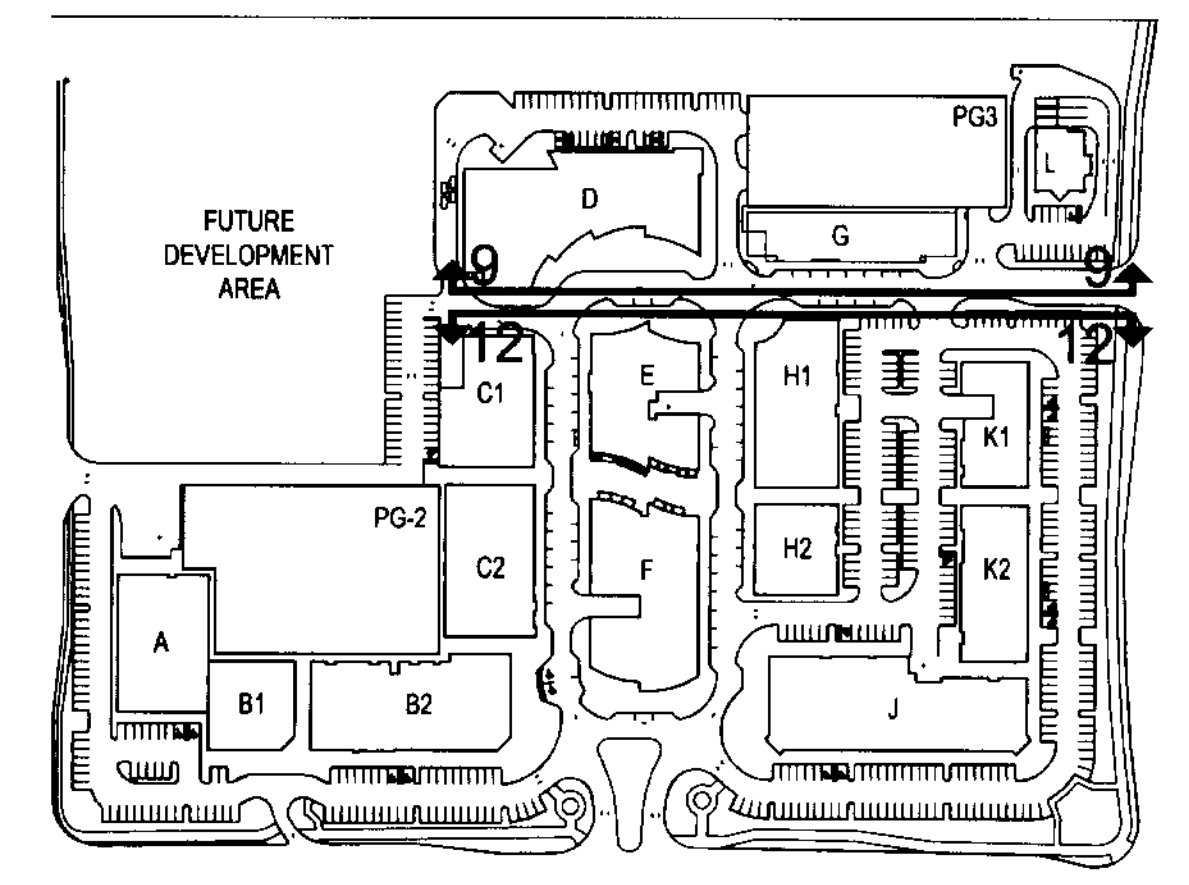 PG3
L
D
FUTURE
DEVELOPMENT
AREA
G
9
9
12
12
E
H1
C1
K1
PG-2
H2
C2
F
K2
A
B1
B2
J